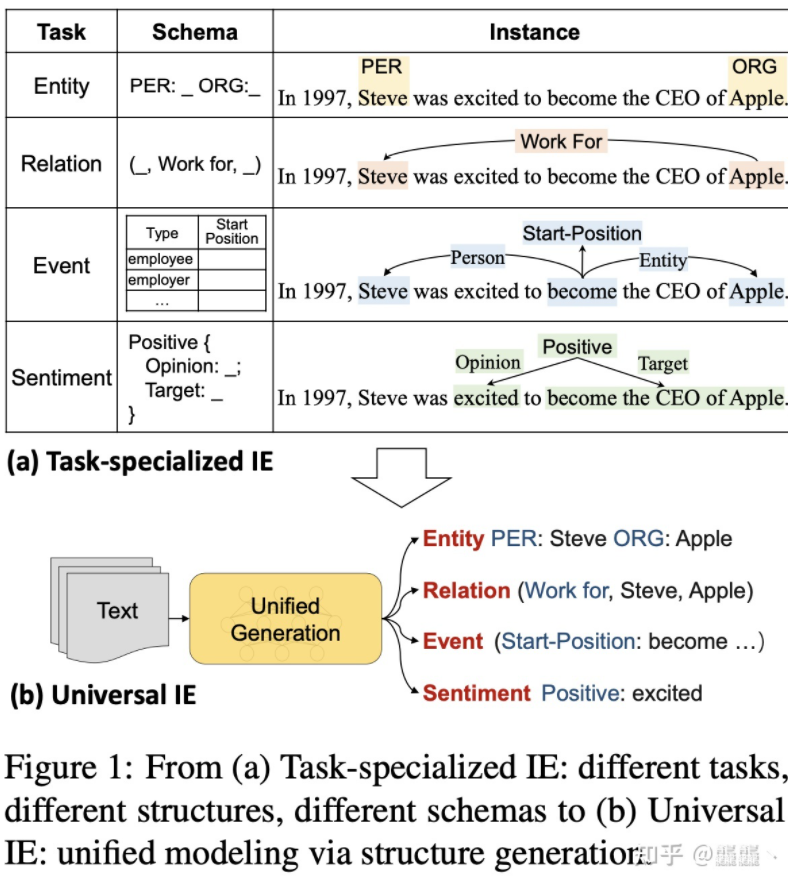 Task Schema Instance
Entity PER: _ ORG:_ PER ORG
In 1997, Steve was excited to become the CEO of Apple.
Relation (_, Work for, _) Work For
In 1997, Steve was excited to become the CEO of Apple.
Event
Type Start Position
employee
employer
...
Start-Position
Person Entity
In 1997, Steve was excited to become the CEO of Apple.
Sentiment
Positive {
Opinion: _;
Target: _
}
Positive
Opinion Target
In 1997, Steve was excited to become the CEO of Apple.
(a) Task-specialized IE
Text
Unified
Generation
Entity PER: Steve ORG: Apple
Relation (Work for, Steve, Apple)
Event (Start-Position: become ...)
Sentiment Positive: excited
(b) Universal IE
Figure 1: From (a) Task-specialized IE: different tasks,
different structures, different schemas to (b) Universal
IE: unified modeling via structure generation.
知乎 @